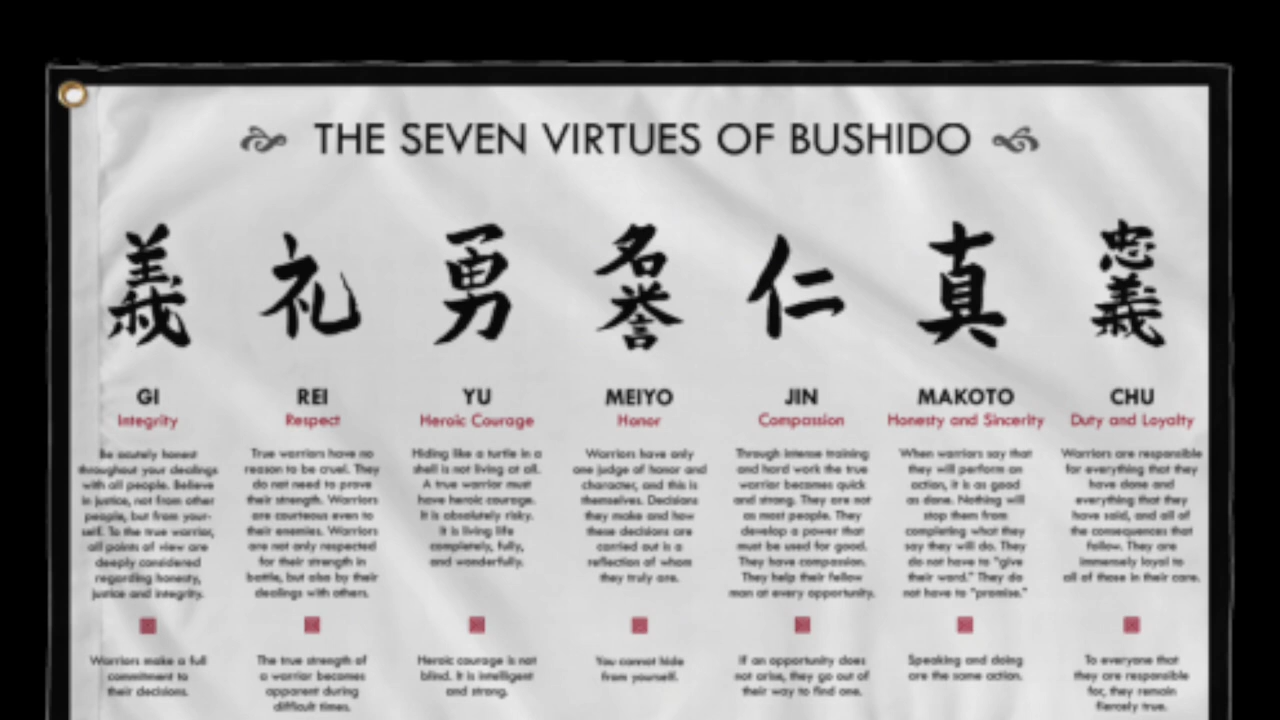 THE SEVEN VIRTUES OF BUSHIDO
義
礼
勇
名誉
仁
真
忠義
GI
Integrity
Be acutely honest
throughout your dealings
with all people. Believe
in justice, not from other
people, but from your-
self. To the true warrior,
all points of view are
deeply considered
regarding honesty,
justice and integrity.
Warriors make a full
commitment to
their decisions.
REI
Respect
True warriors have no
reason to be cruel. They
do not need to prove
their strength. Warriors
are courteous even to
their enemies. Warriors
are not only respected
for their strength in
battle, but also by their
dealings with others.
The true strength of
a warrior becomes
apparent during
difficult times.
YU
Heroic Courage
Hiding like a turtle in a
shell is not living at all.
A true warrior must
have heroic courage.
It is absolutely risky.
It is living life
completely, fully,
and wonderfully.
Heroic courage is not
blind. It is intelligent
and strong.
MEIYO
Honor
Warriors have only
one judge of honor and
character, and this is
themselves. Decisions
they make and how
these decisions are
carried out is a
reflection of whom
they truly are.
You cannot hide
from yourself.
JIN
Compassion
Through intense training
and hard work the true
warrior becomes quick
and strong. They are not
as most people. They
develop a power that
must be used for good.
They have compassion.
They help their fellow
man at every opportunity.
If an opportunity does
not arise, they go out of
their way to find one.
MAKOTO
Honesty and Sincerity
When warriors say that
they will perform an
action, it is as good
as done. Nothing will
stop them from
completing what they
say they will do. They
do not have to "give
their word." They do
not have to "promise."
Speaking and doing
are the same action.
CHU
Duty and Loyalty
Warriors are responsible
for everything that they
have done and
everything that they
have said, and all of
the consequences that
follow. They are
immensely loyal to
all of those in their care.
To everyone that
they are responsible
for, they remain
fiercely true.